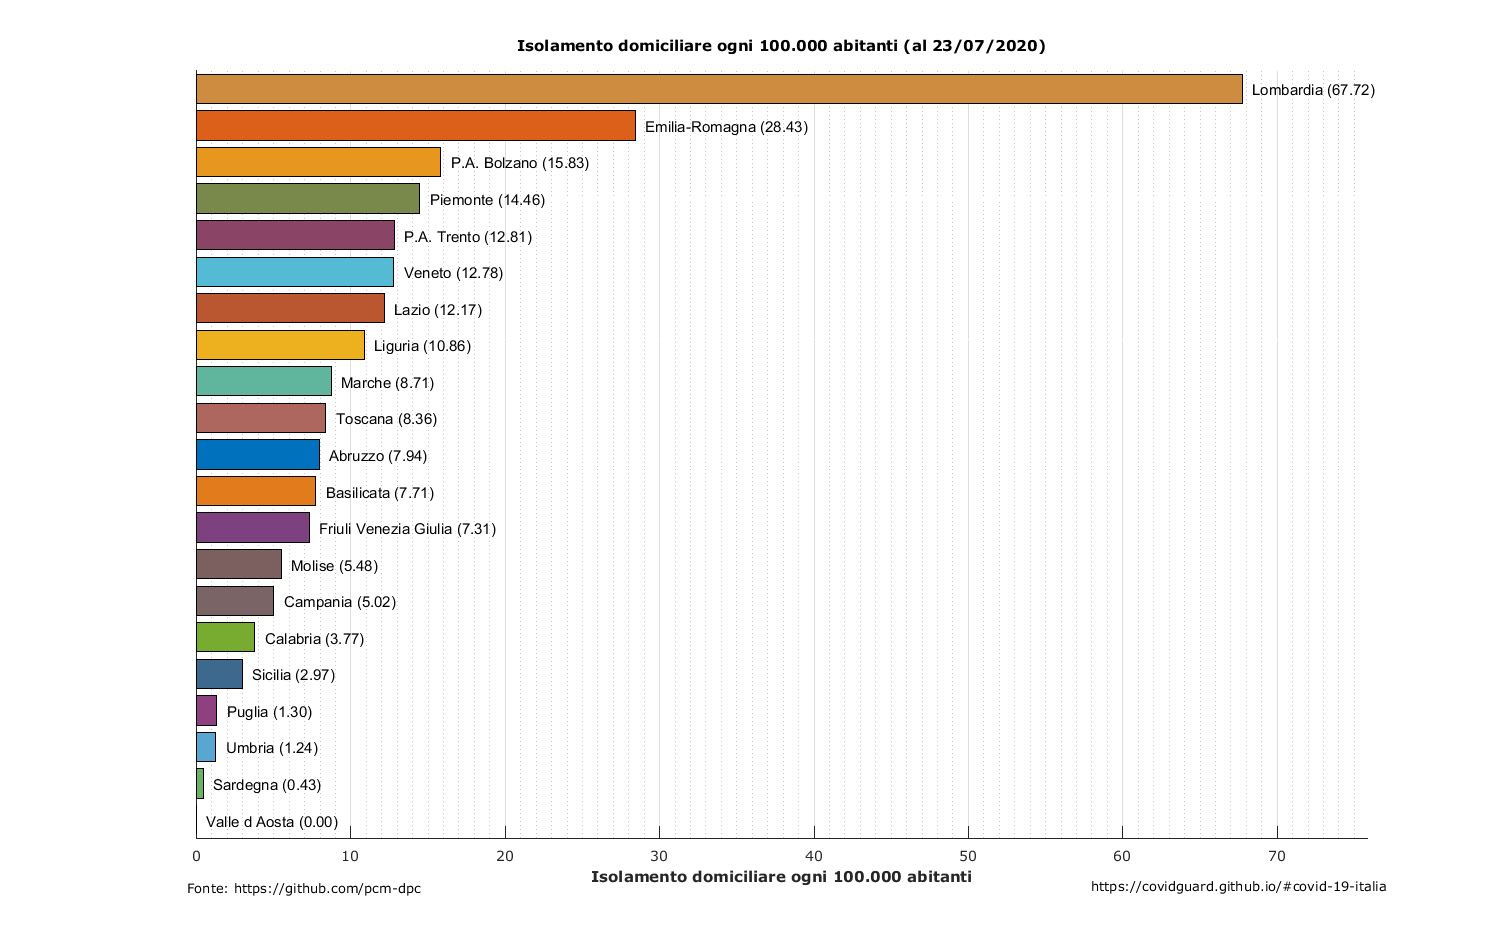 Isolamento domiciliare ogni 100.000 abitanti (al 23/07/2020)
Lombardia (67.72)
Emilia-Romagna (28.43)
P.A. Bolzano (15.83)
Piemonte (14.46)
P.A. Trento (12.81)
Veneto (12.78)
Lazio (12.17)
Liguria (10.86)
Marche (8.71)
Toscana (8.36)
Abruzzo (7.94)
Basilicata (7.71)
Friuli Venezia Giulia (7.31)
Molise (5.48)
Campania (5.02)
Calabria (3.77)
Sicilia (2.97)
Puglia (1.30)
Umbria (1.24)
Sardegna (0.43)
Valle d Aosta (0.00)
0 10 20 30 40 50 60 70
Isolamento domiciliare ogni 100.000 abitanti
Fonte: https://github.com/pcm-dpc
https://covidguard.github.io/#covid-19-italia